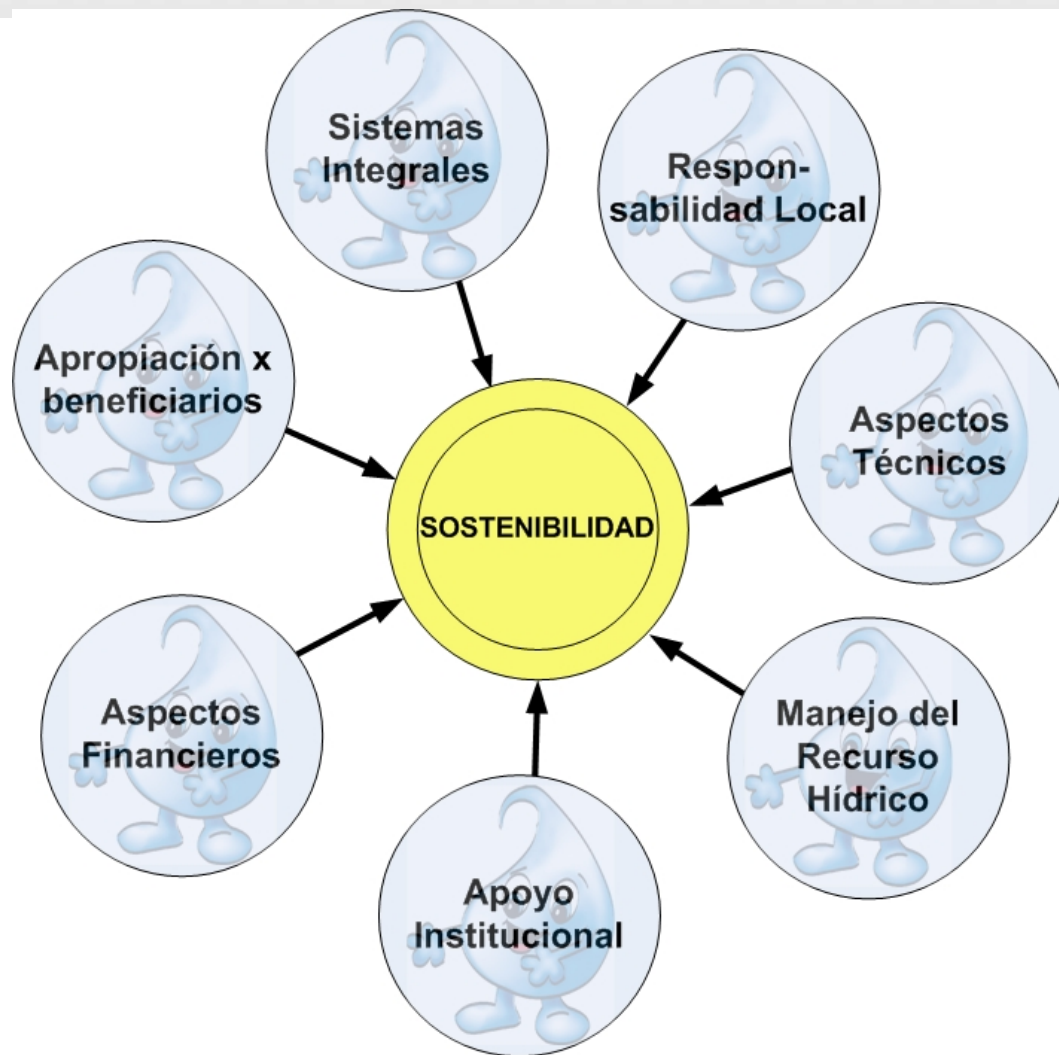 Sistemas
Integrales
Respon-
sabilidad Local
Apropiación x
beneficiarios
Aspectos
Técnicos
SOSTENIBILIDAD
Aspectos
Financieros
Manejo del
Recurso
Hídrico
Apoyo
Institucional